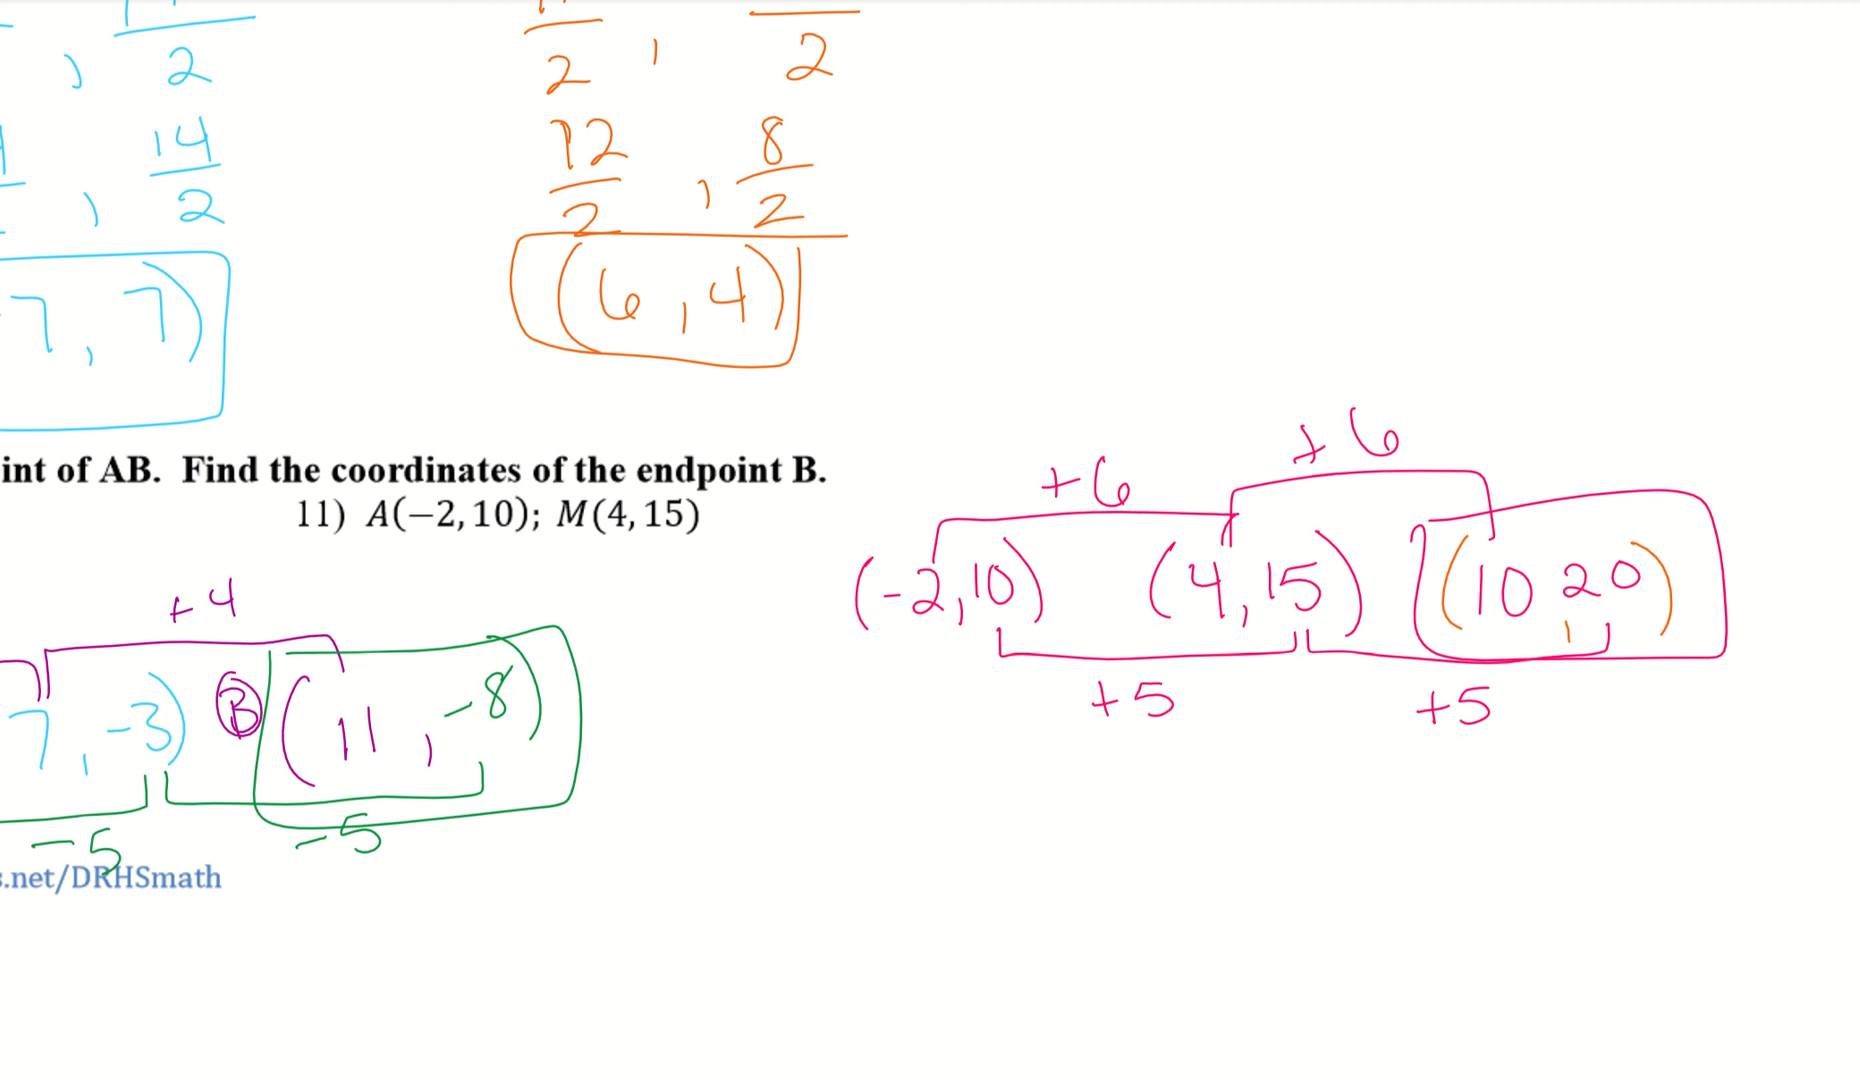 , 2
2 , 2
14
, 2
12 8
2 , 2
7, 7)
(6, 4)
int of AB. Find the coordinates of the endpoint B.
11) A(−2, 10); M(4, 15)
+6 +6
(-2, 10) (4, 15) (10, 20)
+5 +5
+4
7, -3) B (11, -8)
-5 -5
.net/DRHSmath